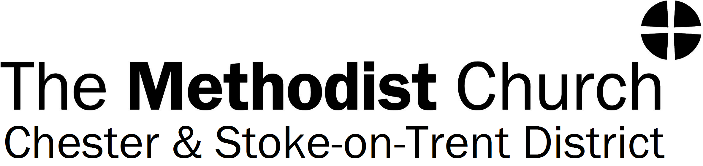 The Methodist Church
Chester & Stoke-on-Trent District